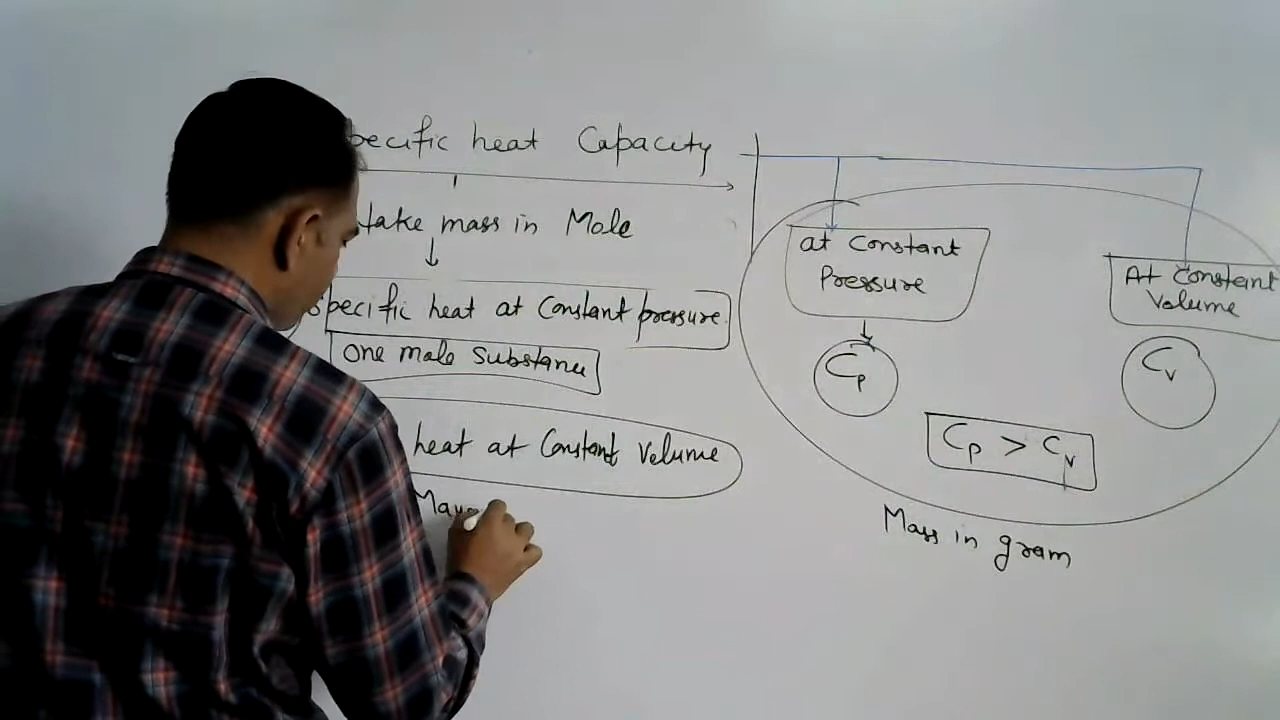 pecific heat Capacity
take mass in Mole
Specific heat at Constant pressure
One mole Substance
heat at Constant Volume
at Constant
Pressure
Cp
At Constant
Volume
Cv
Cp > Cv
Mass in gram